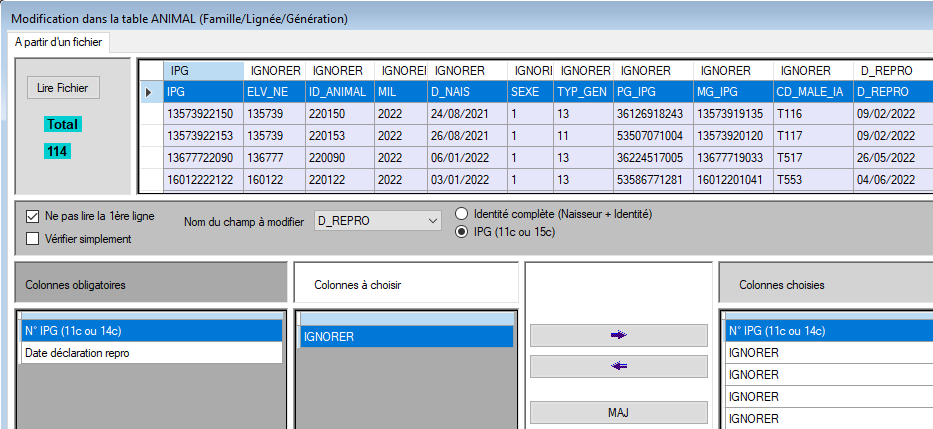 Modification dans la table ANIMAL (Famille/Lignée/Génération)
A partir d'un fichier
Lire Fichier
Total
114
IPG IGNORER IGNORER IGNOREI IGNORER IGNORI IGNORER IGNORER IGNORER IGNORER D_REPRO
IPG ELV_NE ID_ANIMAL MIL D_NAIS SEXE TYP_GEN PG_IPG MG_IPG CD_MALE_IA D_REPRO
13573922150 135739 220150 2022 24/08/2021 1 13 36126918243 13573919135 T116 09/02/2022
13573922153 135739 220153 2022 26/08/2021 1 11 53507071004 13573920120 T117 09/02/2022
13677722090 136777 220090 2022 06/01/2022 1 13 36224517005 13677719033 T517 26/05/2022
16012222122 160122 220122 2022 03/01/2022 1 13 53586771281 16012201041 T553 04/06/2022
Ne pas lire la 1ère ligne
Vérifier simplement
Nom du champ à modifier D_REPRO
Identité complète (Naisseur + Identité)
IPG (11c ou 15c)
Colonnes obligatoires
N° IPG (11c ou 14c)
Date déclaration repro
Colonnes à choisir
IGNORER
MAJ
Colonnes choisies
N° IPG (11c ou 14c)
IGNORER
IGNORER
IGNORER
IGNORER